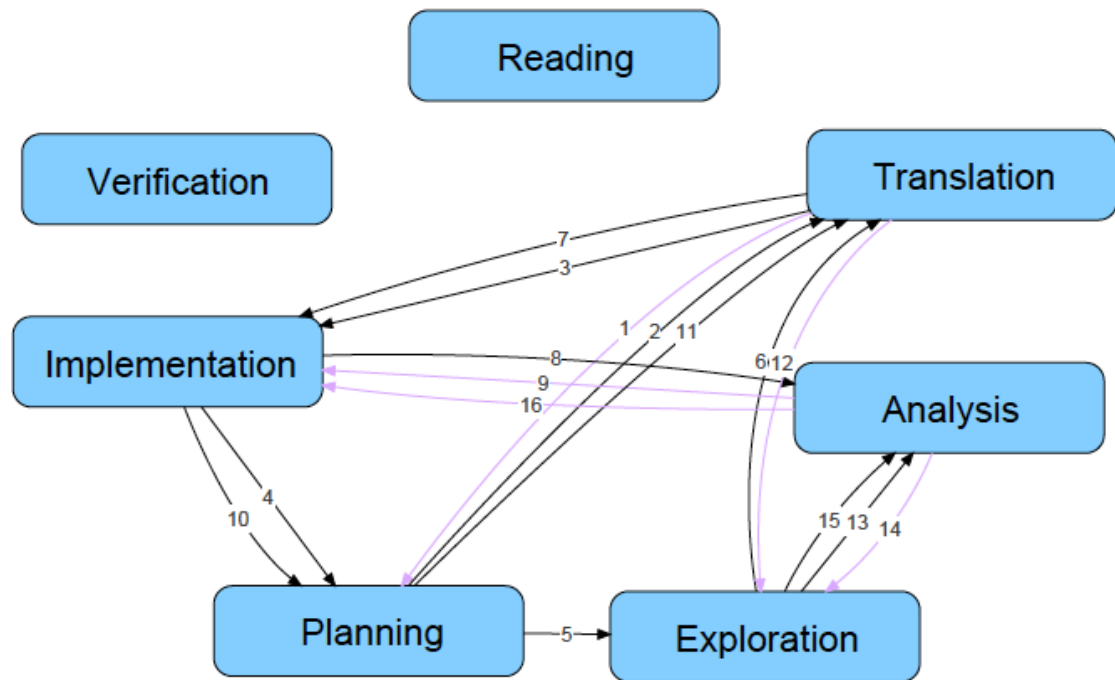 Reading
Verification
Translation
7
3
1
2
11
6
12
Implementation
8
9
16
Analysis
10
4
15
13
14
Planning
5
Exploration